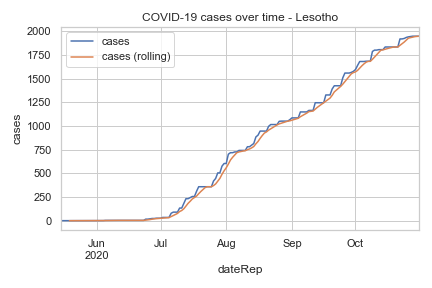 COVID-19 cases over time - Lesotho
cases
cases (rolling)
2000
1750
1500
1250
1000
750
500
250
0
cases
Jun
2020
Jul
Aug
Sep
Oct
dateRep